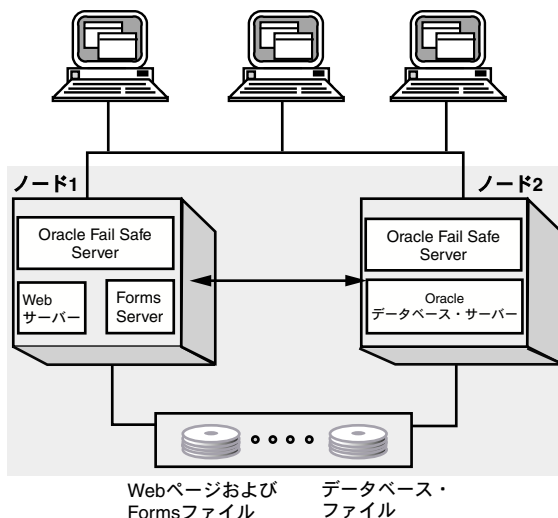 ノード1
ノード2
Oracle Fail Safe
Server
Oracle Fail Safe
Server
Web
サーバー
Forms
Server
Oracle
データベース・サーバー
Webページおよび
Formsファイル
データベース・
ファイル